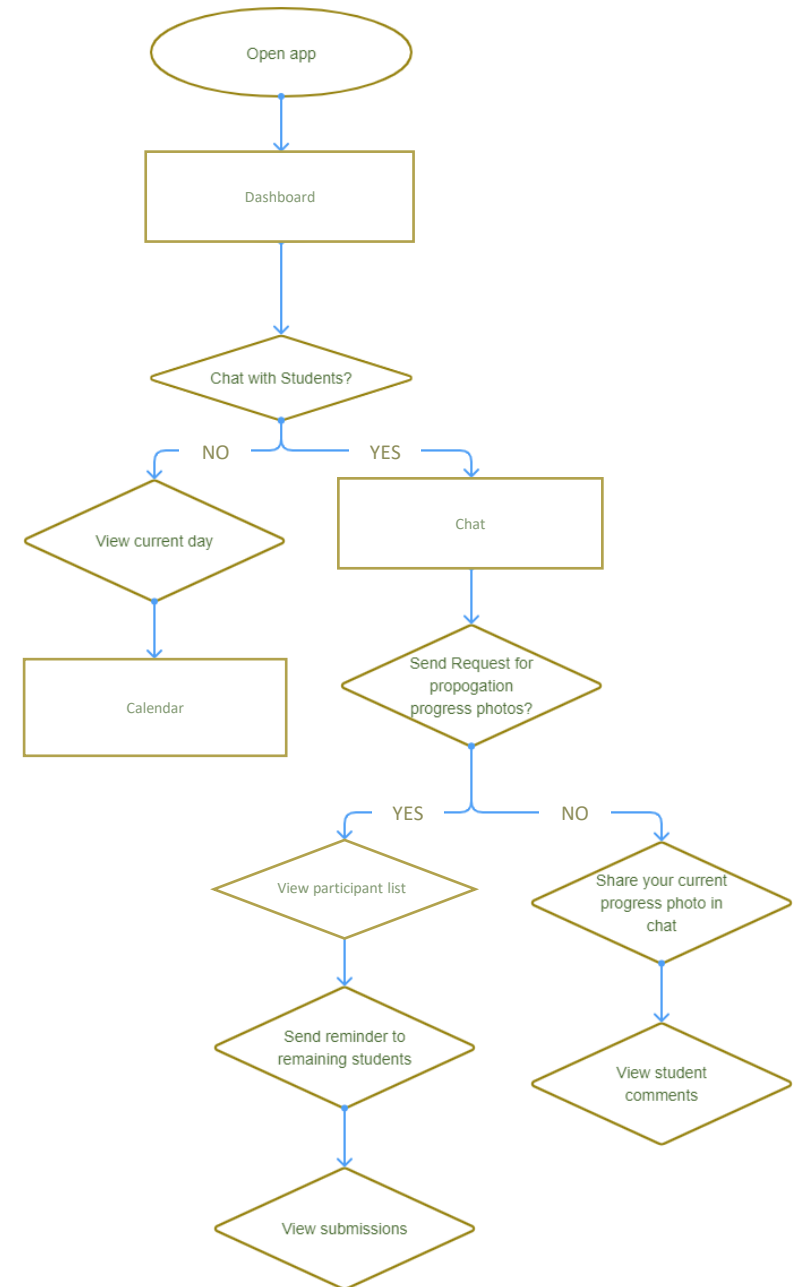 Open app
Dashboard
Chat with Students?
NO
YES
View current day
Chat
Calendar
Send Request for
propogation
progress photos?
YES
NO
View participant list
Share your current
progress photo in
chat
Send reminder to
remaining students
View student
comments
View submissions